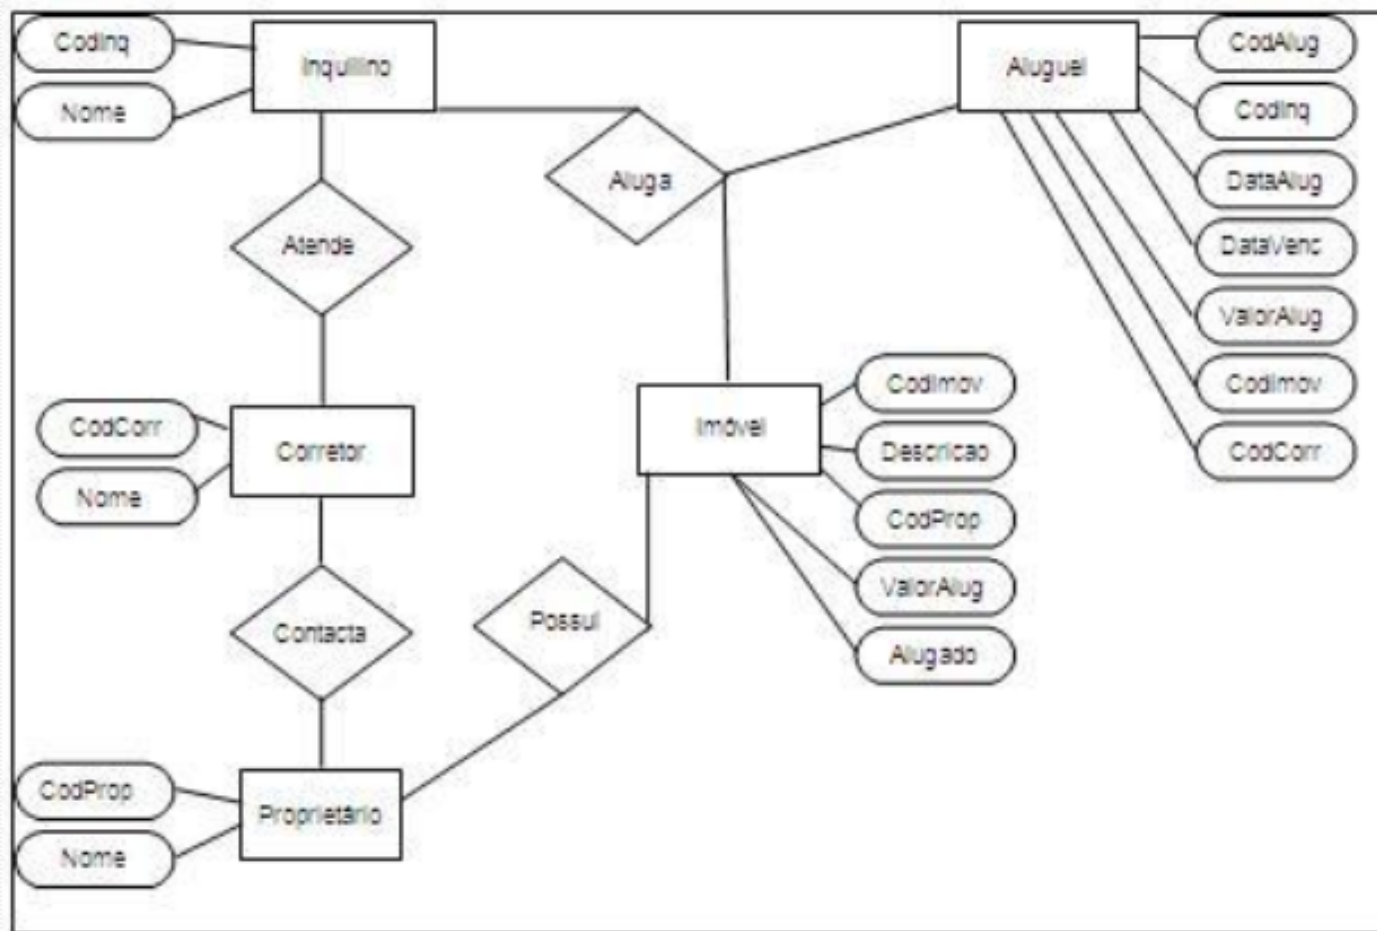 CodInq
Inquilino
Aluguel
CodAlug
Nome
CodInq
Aluga
DataAlug
Atende
DataVenc
ValorAlug
CodImov
CodImov
CodCorr
Corretor
Imóvel
Descricao
CodCorr
Nome
CodProp
ValorAlug
Possui
Contacta
Alugado
CodProp
Proprietário
Nome